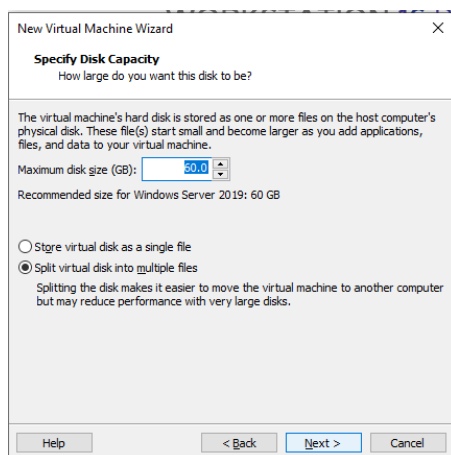 New Virtual Machine Wizard
Specify Disk Capacity
How large do you want this disk to be?
The virtual machine's hard disk is stored as one or more files on the host computer's
physical disk. These file(s) start small and become larger as you add applications,
files, and data to your virtual machine.
Maximum disk size (GB): 60.0
Recommended size for Windows Server 2019: 60 GB
Store virtual disk as a single file
Split virtual disk into multiple files
Splitting the disk makes it easier to move the virtual machine to another computer
but may reduce performance with very large disks.
Help < Back Next > Cancel